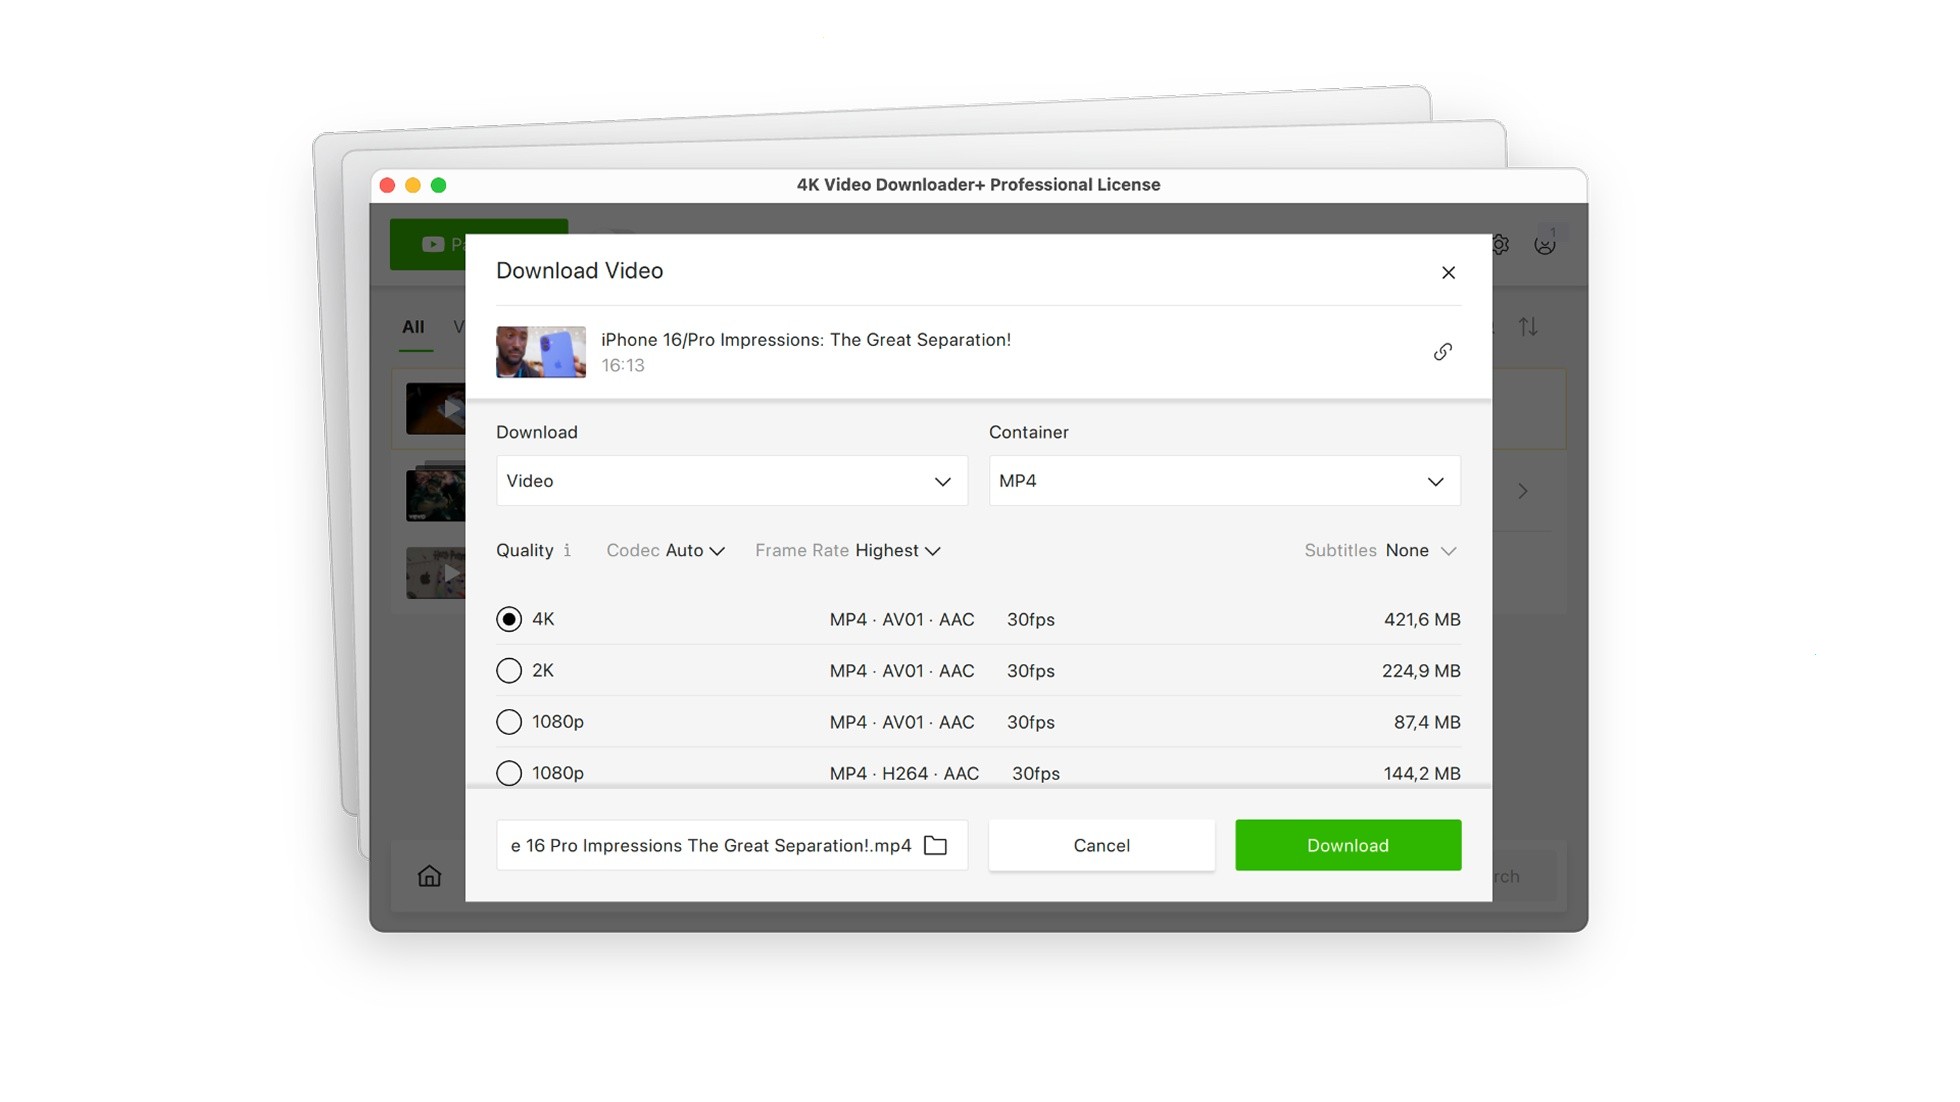 4K Video Downloader+ Professional License
1
Download Video
iPhone 16/Pro Impressions: The Great Separation!
16:13
All
Download
Container
Video
MP4
Quality i Codec Auto Frame Rate Highest Subtitles None
4K MP4 · AV01 · AAC 30fps 421,6 MB
2K MP4 · AV01 · AAC 30fps 224,9 MB
1080p MP4 · AV01 · AAC 30fps 87,4 MB
1080p MP4 · H264 · AAC 30fps 144,2 MB
e 16 Pro Impressions The Great Separation!.mp4
Cancel
Download